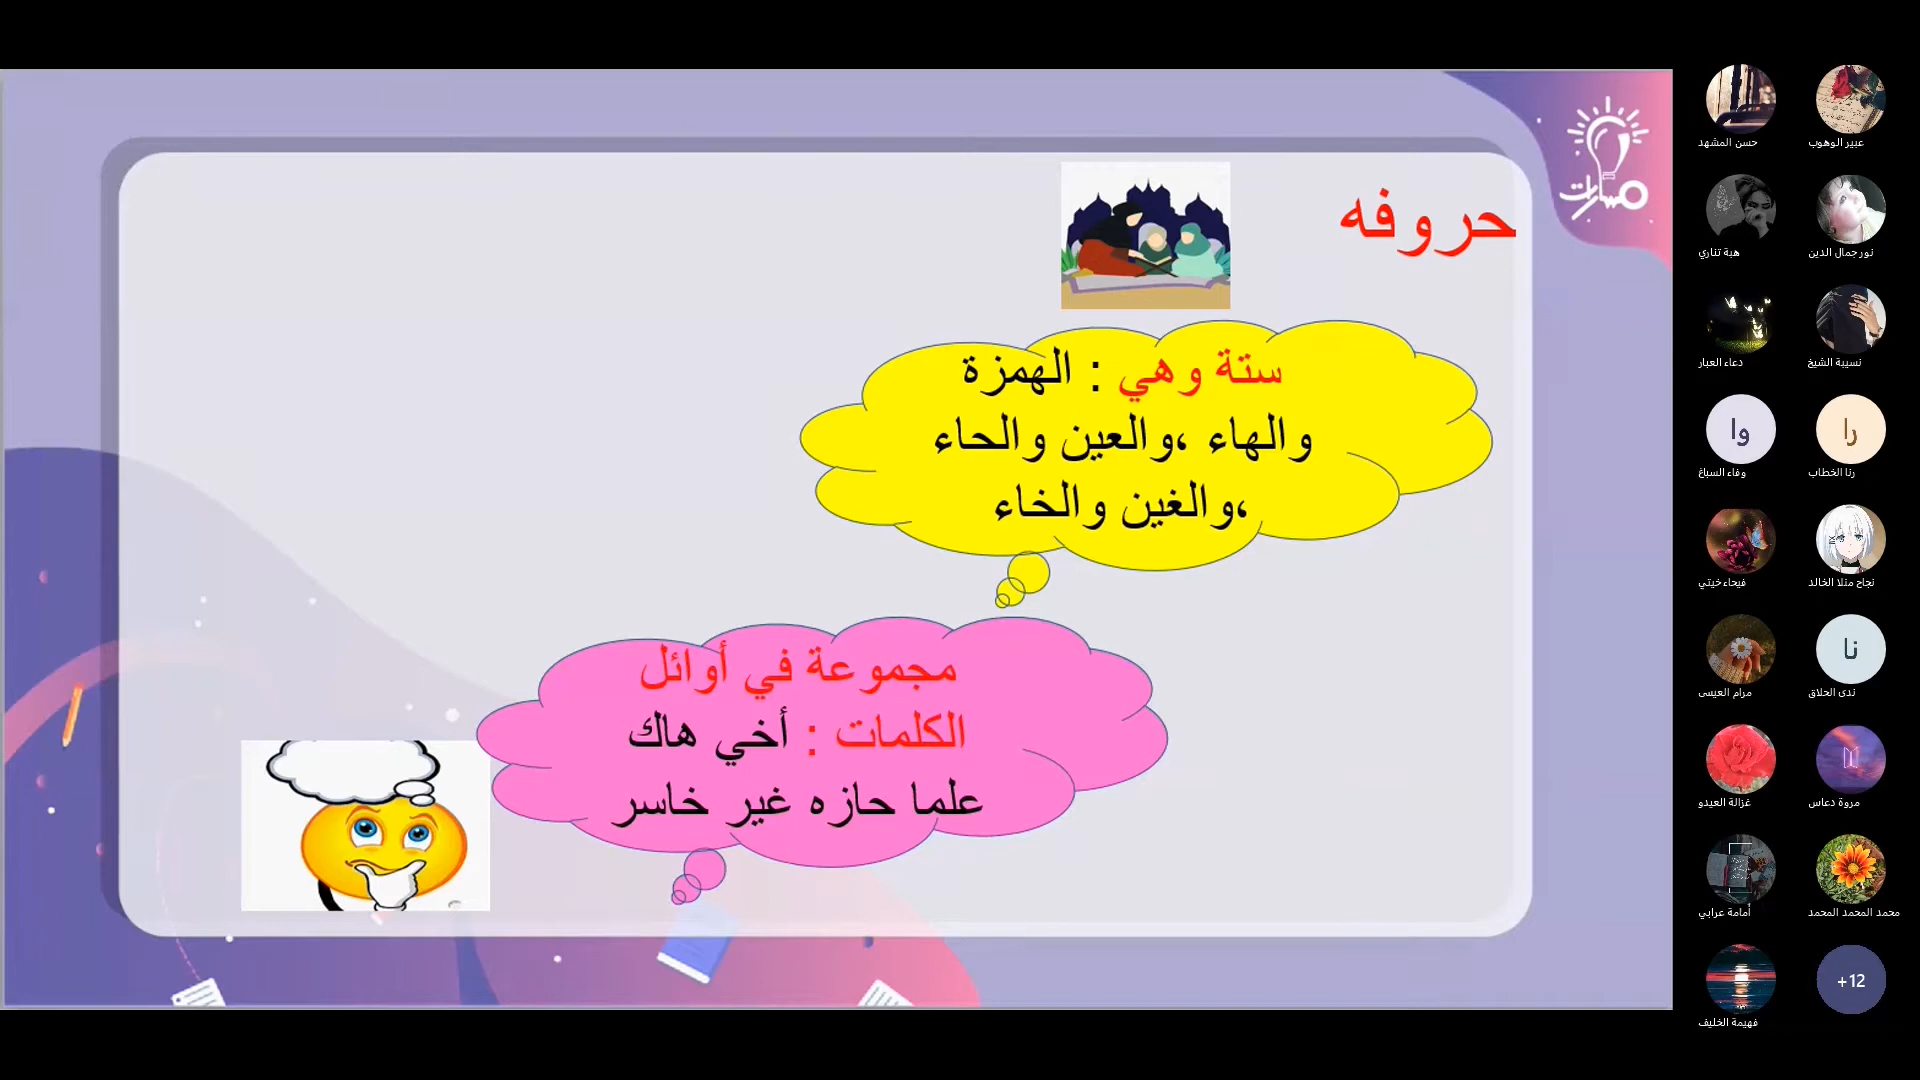 مسارات
حروفه
ستة وهي : الهمزة
والهاء ،والعين والحاء
،والغين والخاء
مجموعة في أوائل
الكلمات : أخي هاك
علما حازه غير خاسر
عبير الوهوب
حسن المشهد
نور جمال الدين
هبة تناري
نسيبة الشيخ
دعاء العبار
را
وا
رنا الخطاب
وفاء السباغ
نجاح منلا الخالد
فيحاء خيتي
نا
ندى الحلاق
مرام العيسى
مروة دعاس
غزالة العيدو
محمد المحمد المحمد
أمامة عرابي
+12
فهيمة الخليف